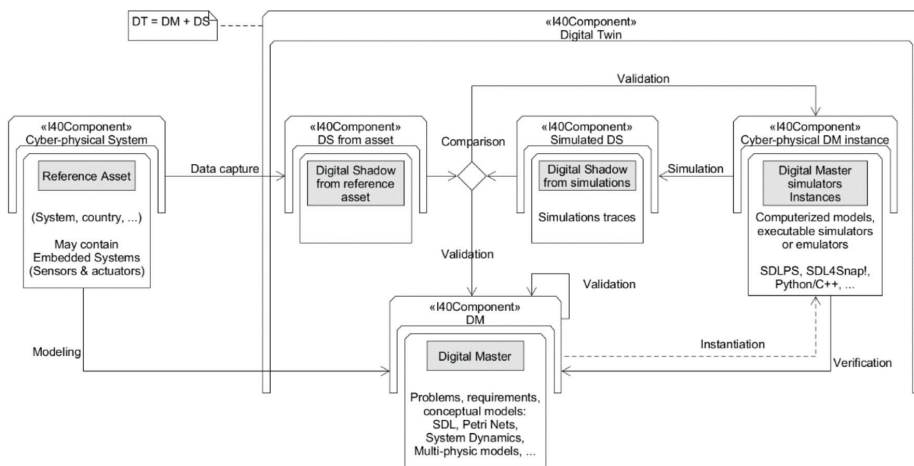 DT = DM + DS
«I40Component»
Digital Twin
Validation
«I40Component»
Cyber-physical System
Reference Asset
(System, country, ...)
May contain
Embedded Systems
(Sensors & actuators)
Data capture
«I40Component»
DS from asset
Digital Shadow
from reference
asset
Comparison
«I40Component»
Simulated DS
Digital Shadow
from simulations
Simulations traces
Simulation
«I40Component»
Cyber-physical DM instance
Digital Master
simulators
Instances
Computerized models,
executable simulators
or emulators
SDLPS, SDL4Snap!,
Python/C++, ...
Validation
Validation
«I40Component»
DM
Digital Master
Problems, requirements,
conceptual models:
SDL, Petri Nets,
System Dynamics,
Multi-physic models, ...
Modeling
Instantiation
Verification